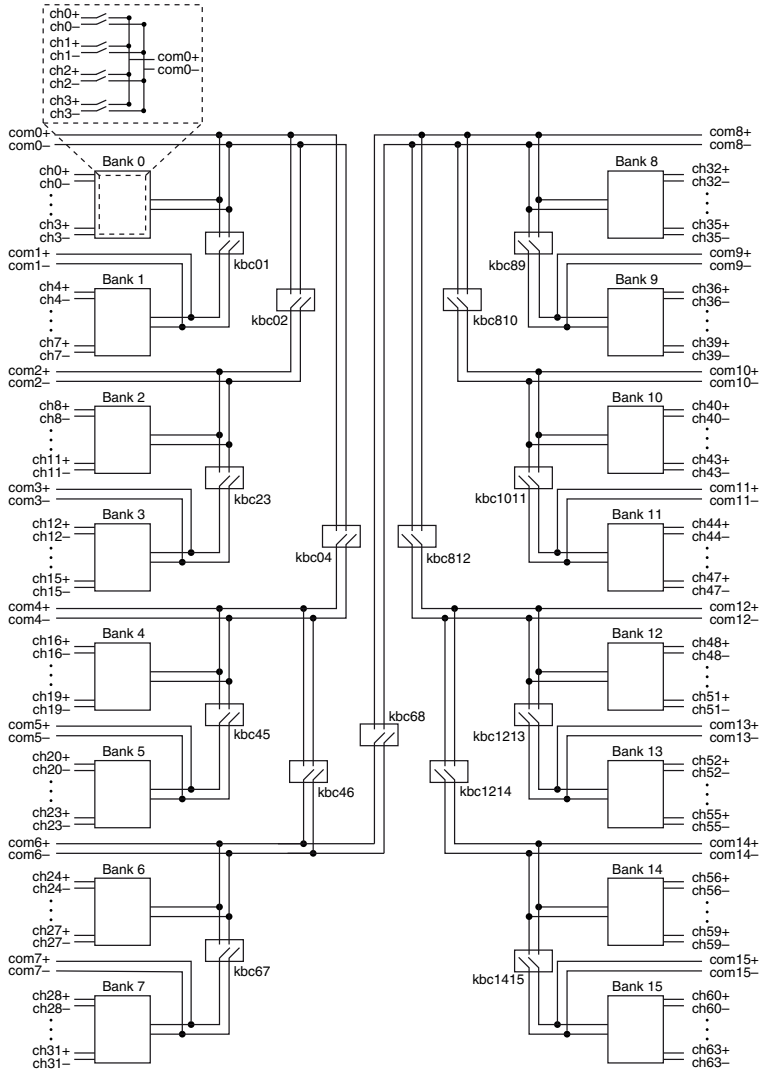 ch0+
ch0–
ch1+
ch1–
ch2+
ch2–
ch3+
ch3–
com0+
com0–
com0+
com0–
Bank 0
ch0+
ch0–
ch3+
ch3–
kbc01
com1+
com1–
Bank 1
ch4+
ch4–
ch7+
ch7–
kbc02
com2+
com2–
Bank 2
ch8+
ch8–
ch11+
ch11–
kbc23
com3+
com3–
Bank 3
ch12+
ch12–
ch15+
ch15–
kbc04
com4+
com4–
Bank 4
ch16+
ch16–
ch19+
ch19–
kbc45
com5+
com5–
Bank 5
ch20+
ch20–
ch23+
ch23–
kbc46
com6+
com6–
Bank 6
ch24+
ch24–
ch27+
ch27–
kbc67
com7+
com7–
Bank 7
ch28+
ch28–
ch31+
ch31–
kbc68
com8+
com8–
Bank 8
ch32+
ch32–
ch35+
ch35–
kbc89
com9+
com9–
Bank 9
ch36+
ch36–
ch39+
ch39–
kbc810
com10+
com10–
Bank 10
ch40+
ch40–
ch43+
ch43–
kbc1011
com11+
com11–
Bank 11
ch44+
ch44–
ch47+
ch47–
kbc812
com12+
com12–
Bank 12
ch48+
ch48–
ch51+
ch51–
kbc1213
com13+
com13–
Bank 13
ch52+
ch52–
ch55+
ch55–
kbc1214
com14+
com14–
Bank 14
ch56+
ch56–
ch59+
ch59–
kbc1415
com15+
com15–
Bank 15
ch60+
ch60–
ch63+
ch63–